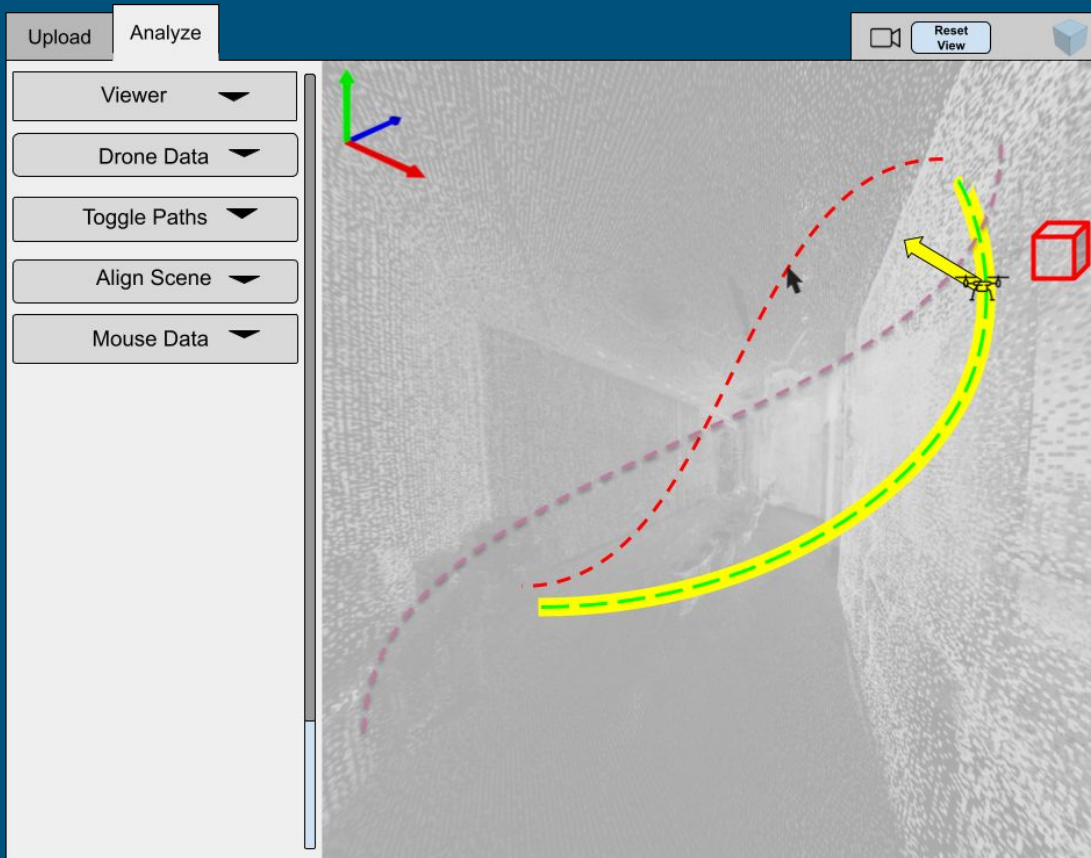 Upload
Analyze
Reset
View
Viewer
Drone Data
Toggle Paths
Align Scene
Mouse Data